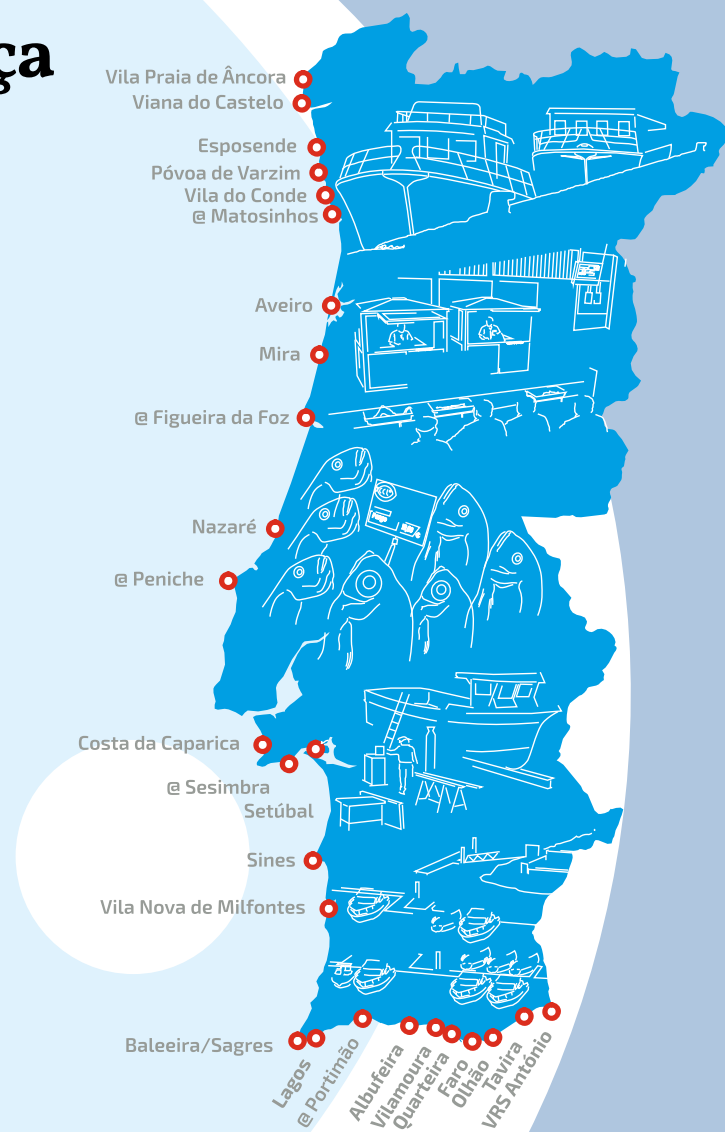 ça
Vila Praia de Âncora
Viana do Castelo
Esposende
Póvoa de Varzim
Vila do Conde
@ Matosinhos
Aveiro
Mira
@ Figueira da Foz
Nazaré
@ Peniche
Costa da Caparica
@ Sesimbra
Setúbal
Sines
Vila Nova de Milfontes
Baleeira/Sagres
Lagos
@ Portimão
Albufeira
Vilamoura
Quarteira
Faro
Olhão
Tavira
VRS António